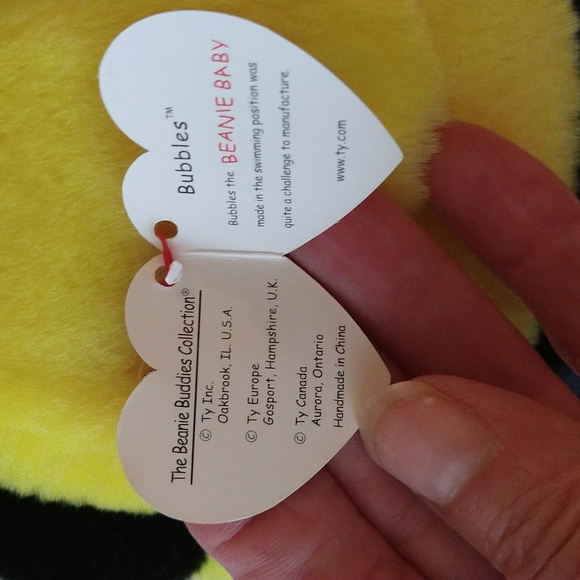 The Beanie Buddies Collection®
© Ty Inc.
Oakbrook, IL. U.S.A.
© Ty Europe
Gasport, Hampshire, U.K.
© Ty Canada
Aurora, Ontario
Handmade in China
Bubbles™
Bubbles the BEANIE BABY
made in the swimming position was
quite a challenge to manufacture.
www.ty.com